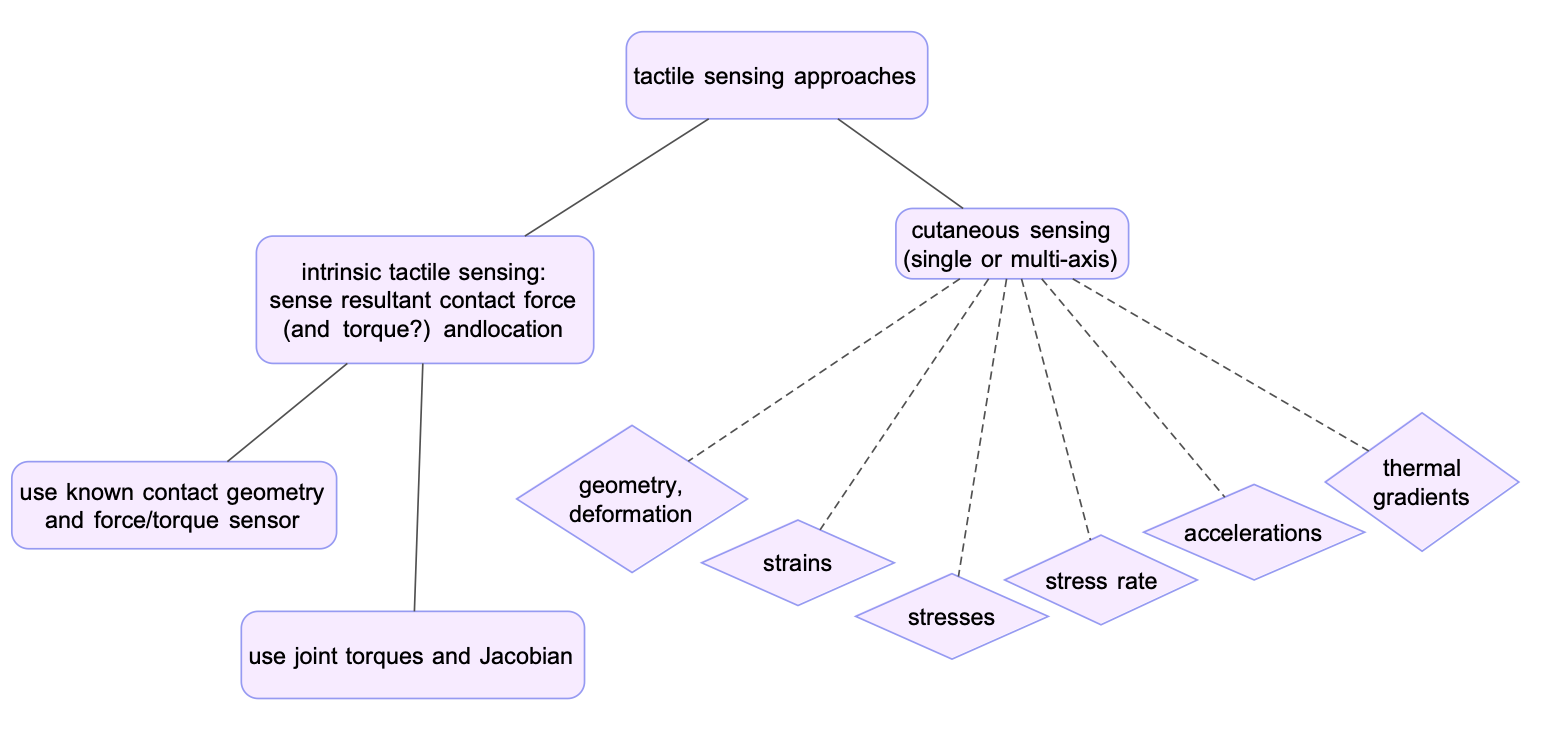 tactile sensing approaches
cutaneous sensing
(single or multi-axis)
intrinsic tactile sensing:
sense resultant contact force
(and torque?) andlocation
use known contact geometry
and force/torque sensor
use joint torques and Jacobian
geometry,
deformation
strains
stresses
stress rate
accelerations
thermal
gradients